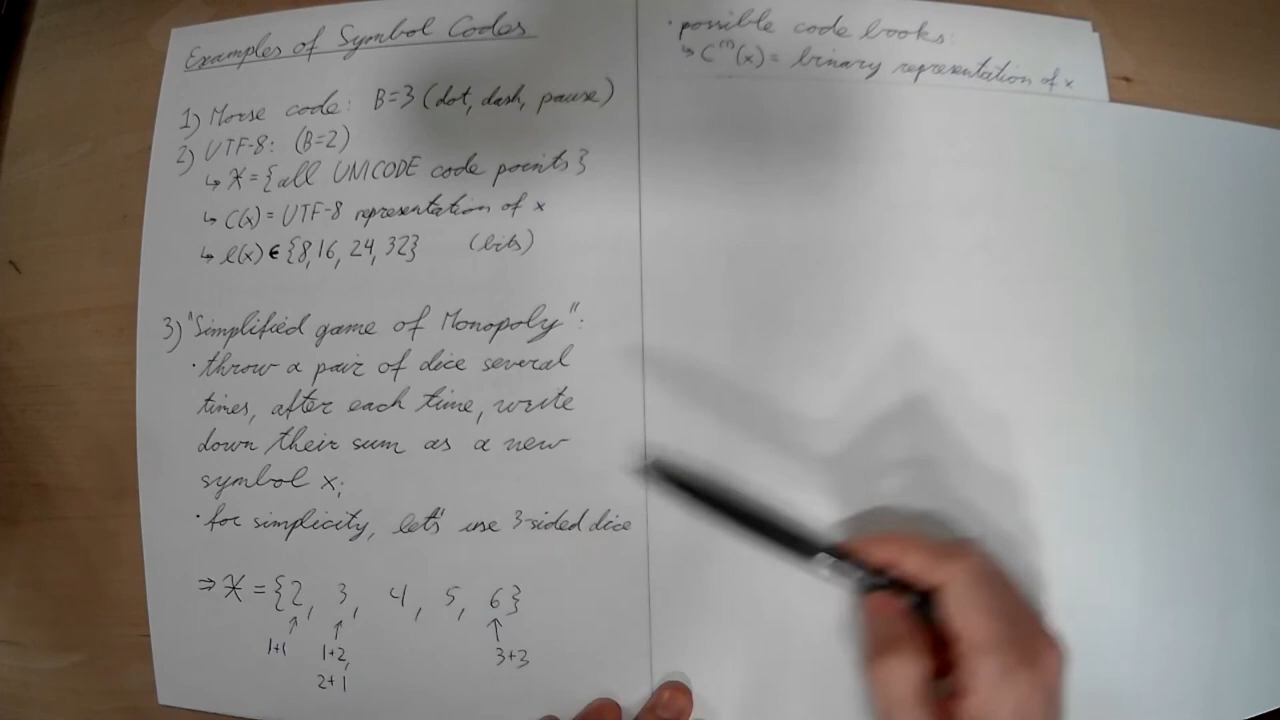 Examples of Symbol Codes
1) Morse code: B=3 (dot, dash, pause)
2) UTF-8: (B=2)
↳ 𝒳 = {all UNICODE code points}
↳ C(x) = UTF-8 representation of x
↳ ℓ(x) ∈ {8, 16, 24, 32} (bits)
3) "Simplified game of Monopoly":
· throw a pair of dice several
times, after each time, write
down their sum as a new
symbol xᵢ
· for simplicity, let's use 3-sided dice
⇒ 𝒳 = {2, 3, 4, 5, 6}
↑ ↑ ↑
1+1 1+2, 3+3
2+1
· possible code books:
↳ C⁽¹⁾(x) = binary representation of x